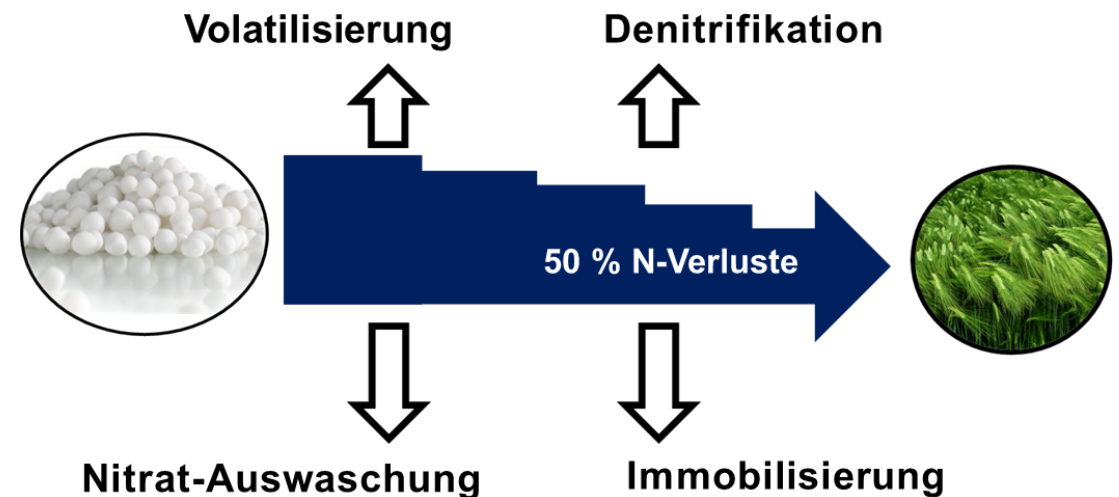 Volatilisierung
Denitrifikation
50 % N-Verluste
Nitrat-Auswaschung
Immobilisierung